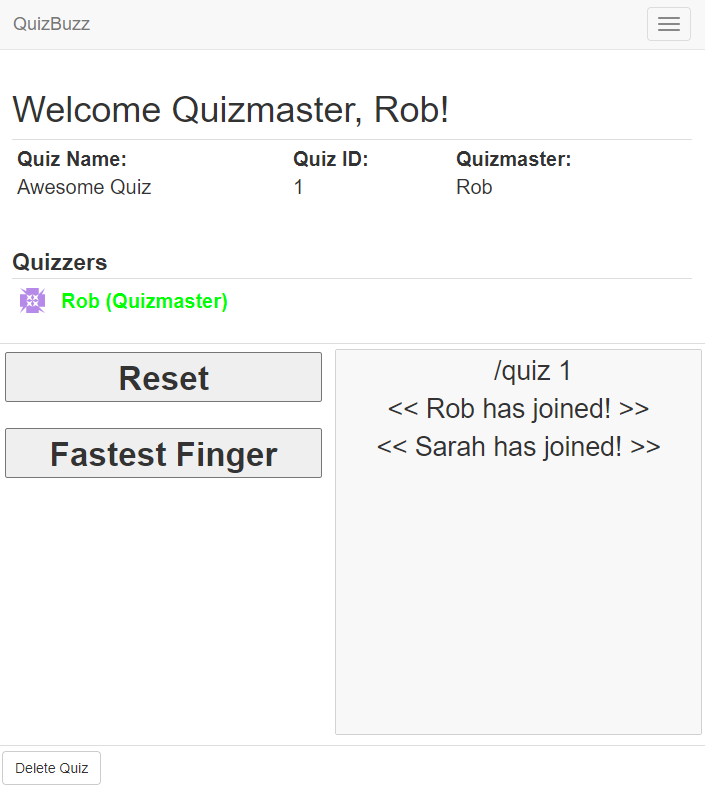 QuizBuzz
Welcome Quizmaster, Rob!
Quiz Name: Quiz ID: Quizmaster:
Awesome Quiz 1 Rob
Quizzers
Rob (Quizmaster)
Reset
Fastest Finger
/quiz 1
<< Rob has joined! >>
<< Sarah has joined! >>
Delete Quiz